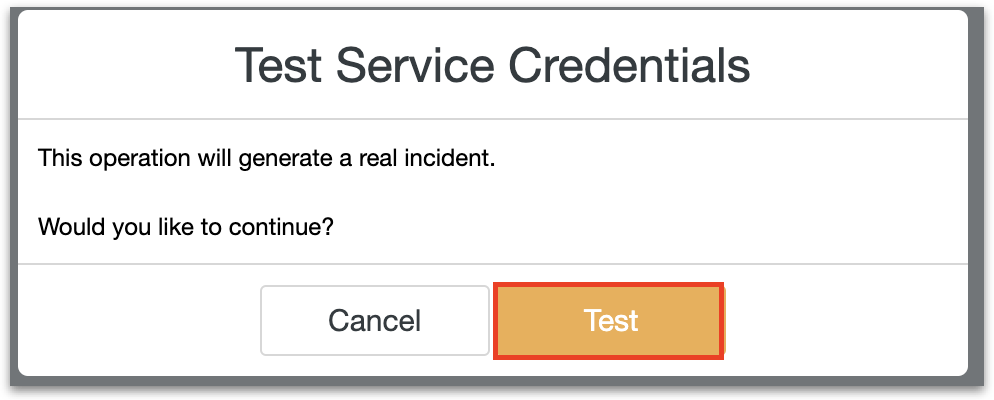 Test Service Credentials
This operation will generate a real incident.
Would you like to continue?
Cancel
Test